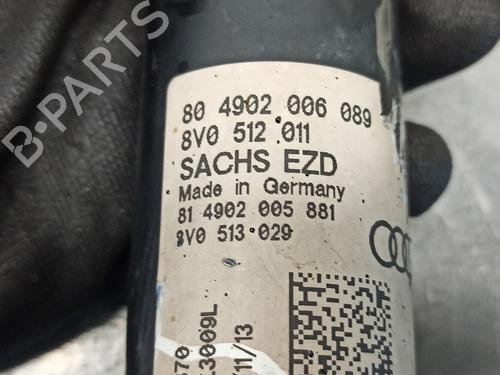 80 4902 006 089
8V0 512 011
SACHS EZD
Made in Germany
81 4902 005 881
8V0 513 029
B-PARTS